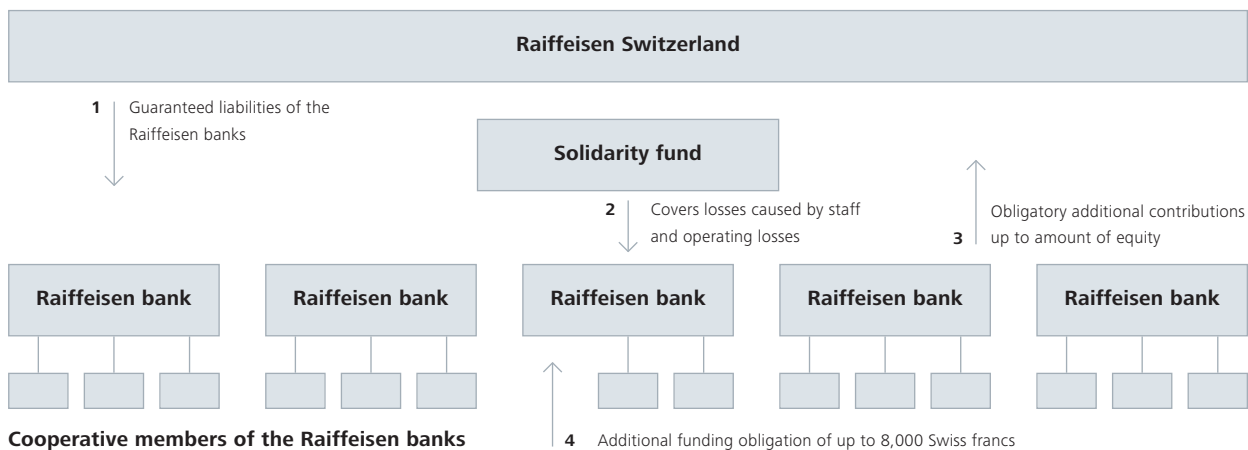 Raiffeisen Switzerland
1 Guaranteed liabilities of the
Raiffeisen banks
Solidarity fund
2 Covers losses caused by staff
and operating losses
Obligatory additional contributions
3 up to amount of equity
Raiffeisen bank
Raiffeisen bank
Raiffeisen bank
Raiffeisen bank
Raiffeisen bank
Cooperative members of the Raiffeisen banks
4 Additional funding obligation of up to 8,000 Swiss francs